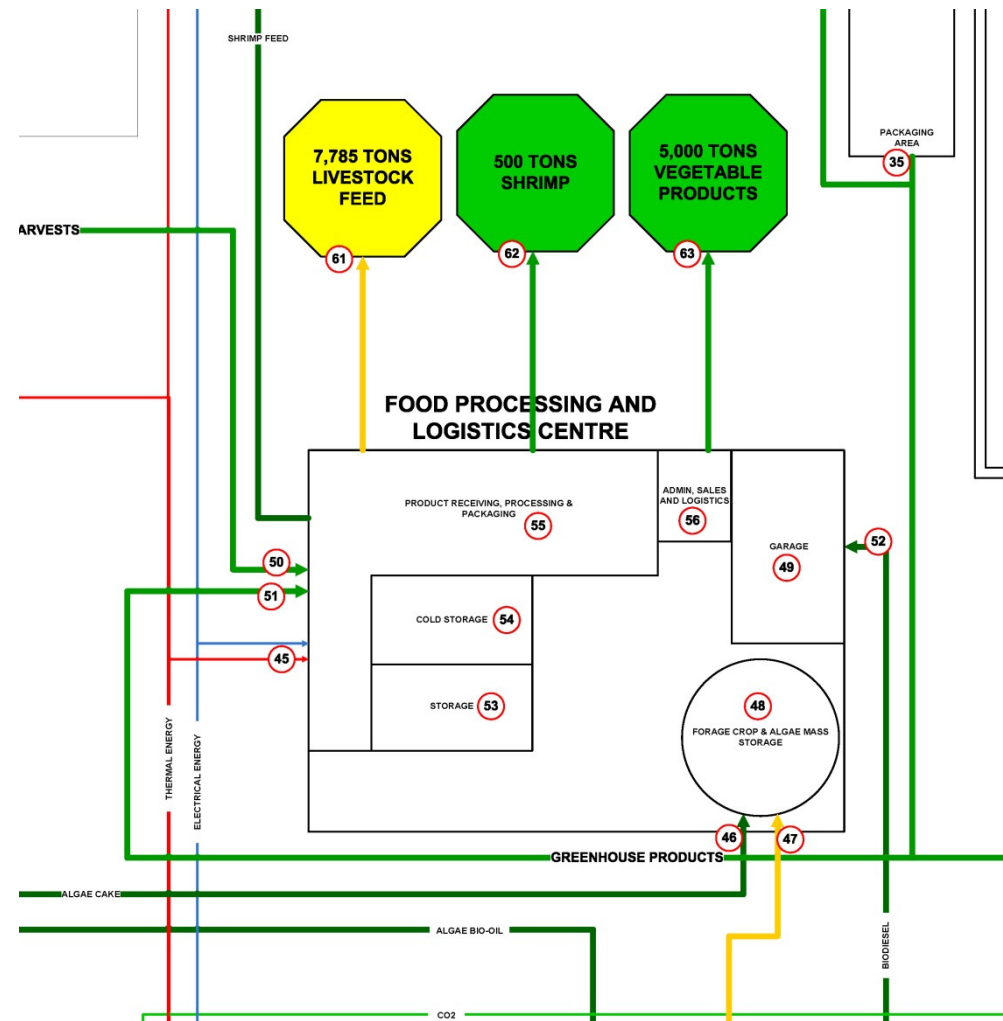 SHRIMP FEED
7,785 TONS
LIVESTOCK
FEED
500 TONS
SHRIMP
5,000 TONS
VEGETABLE
PRODUCTS
PACKAGING
AREA
35
ARVESTS
61
62
63
FOOD PROCESSING AND
LOGISTICS CENTRE
PRODUCT RECEIVING, PROCESSING &
PACKAGING
55
ADMIN, SALES
AND LOGISTICS
56
52
GARAGE
49
50
51
COLD STORAGE
54
45
STORAGE
53
48
FORAGE CROP & ALGAE MASS
STORAGE
THERMAL ENERGY
ELECTRICAL ENERGY
46
47
GREENHOUSE PRODUCTS
ALGAE CAKE
ALGAE BIO-OIL
BIODIESEL
CO2